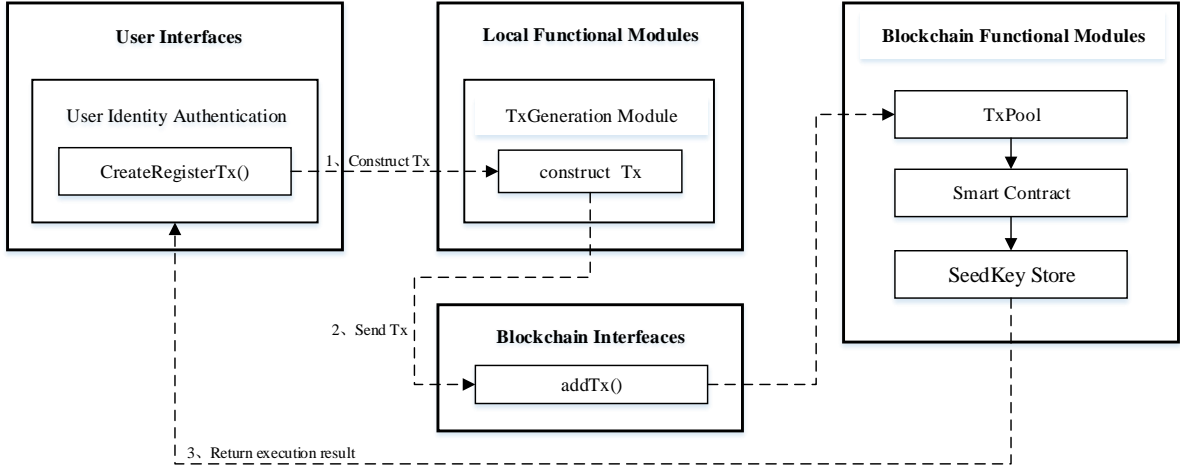 User Interfaces
User Identity Authentication
CreateRegisterTx()
1、Construct Tx
Local Functional Modules
TxGeneration Module
construct Tx
2、Send Tx
Blockchain Interfeaces
addTx()
Blockchain Functional Modules
TxPool
Smart Contract
SeedKey Store
3、Return execution result